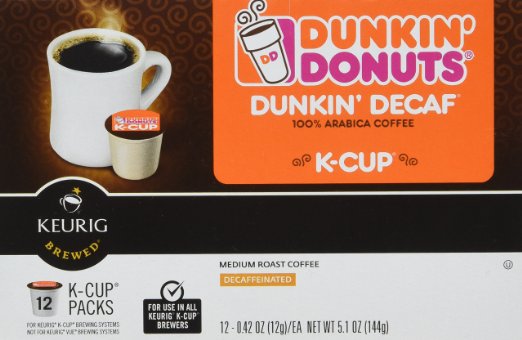 DUNKIN'
DONUTS®
DD
DUNKIN' DECAF®
100% ARABICA COFFEE
K-CUP®
K-CUP
KEURIG
BREWED®
MEDIUM ROAST COFFEE
DECAFFEINATED
12 K-CUP® PACKS
FOR KEURIG® K-CUP® BREWING SYSTEMS
NOT FOR KEURIG® VUE® BREWING SYSTEMS
FOR USE IN ALL
KEURIG® K-CUP®
BREWERS
U
12 - 0.42 OZ (12g)/EA NET WT 5.1 OZ (144g)